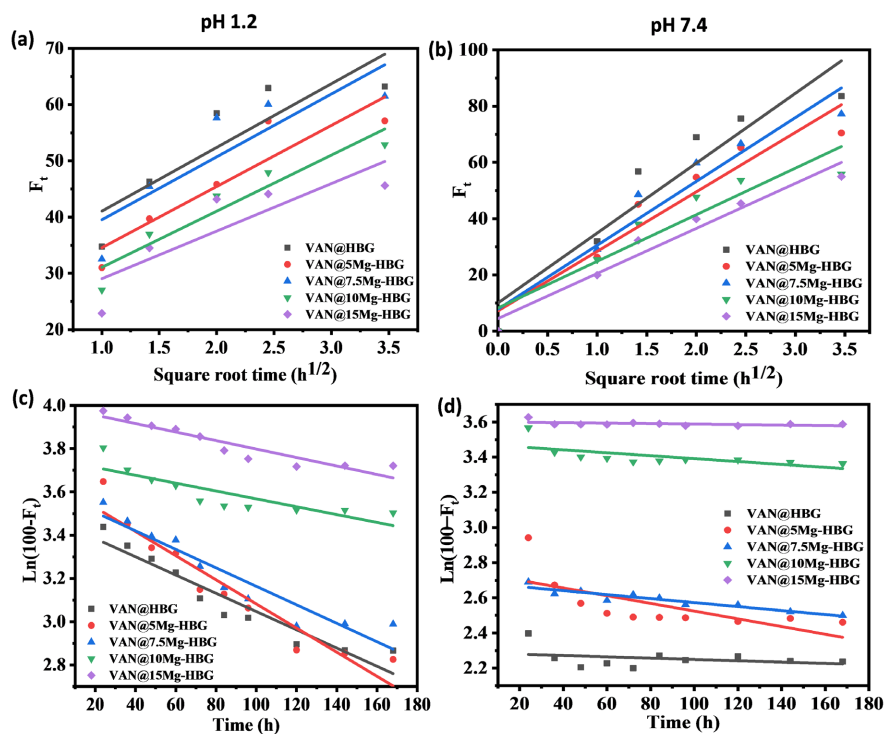 pH 1.2
pH 7.4
(a)
70
60
50
40
30
20
F_t
1.0 1.5 2.0 2.5 3.0 3.5
Square root time (h^1/2)
VAN@HBG
VAN@5Mg-HBG
VAN@7.5Mg-HBG
VAN@10Mg-HBG
VAN@15Mg-HBG
(b)
100
80
60
40
20
0
F_t
0.0 0.5 1.0 1.5 2.0 2.5 3.0 3.5
Square root time (h^1/2)
VAN@HBG
VAN@5Mg-HBG
VAN@7.5Mg-HBG
VAN@10Mg-HBG
VAN@15Mg-HBG
(c)
4.0
3.8
3.6
3.4
3.2
3.0
2.8
Ln(100-F_t)
20 40 60 80 100 120 140 160 180
Time (h)
VAN@HBG
VAN@5Mg-HBG
VAN@7.5Mg-HBG
VAN@10Mg-HBG
VAN@15Mg-HBG
(d)
3.6
3.4
3.2
3.0
2.8
2.6
2.4
2.2
Ln(100–F_t)
20 40 60 80 100 120 140 160 180
Time (h)
VAN@HBG
VAN@5Mg-HBG
VAN@7.5Mg-HBG
VAN@10Mg-HBG
VAN@15Mg-HBG